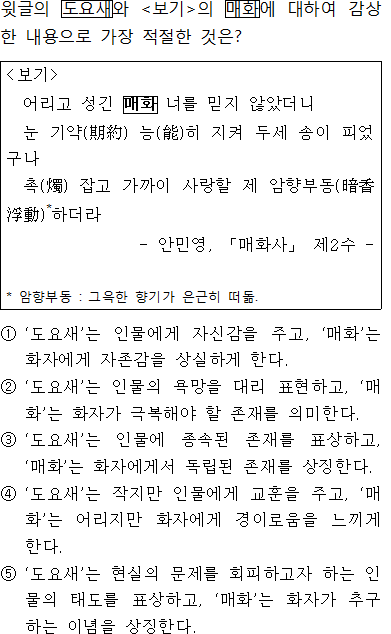 윗글의 도요새와 <보기>의 매화에 대하여 감상
한 내용으로 가장 적절한 것은?
<보기>
어리고 성긴 매화 너를 믿지 않았더니
눈 기약(期約) 능(能)히 지켜 두세 송이 피었
구나
촉(燭) 잡고 가까이 사랑할 제 암향부동(暗香
浮動)*하더라
- 안민영, 「매화사」 제2수 -
* 암향부동 : 그윽한 향기가 은근히 떠돎.
① ‘도요새’는 인물에게 자신감을 주고, ‘매화’는
화자에게 자존감을 상실하게 한다.
② ‘도요새’는 인물의 욕망을 대리 표현하고, ‘매
화’는 화자가 극복해야 할 존재를 의미한다.
③ ‘도요새’는 인물에 종속된 존재를 표상하고,
‘매화’는 화자에게서 독립된 존재를 상징한다.
④ ‘도요새’는 작지만 인물에게 교훈을 주고, ‘매
화’는 어리지만 화자에게 경이로움을 느끼게
한다.
⑤ ‘도요새’는 현실의 문제를 회피하고자 하는 인
물의 태도를 표상하고, ‘매화’는 화자가 추구
하는 이념을 상징한다.